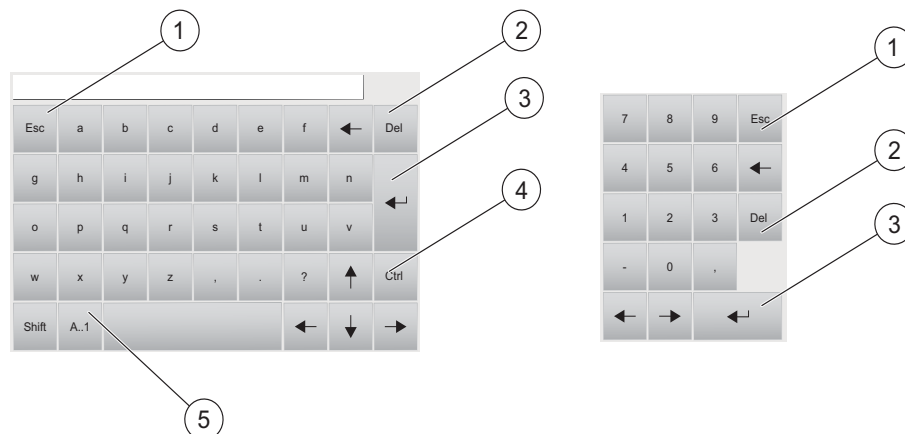 1
2
3
4
5
Esc a b c d e f ← Del
g h i j k l m n ↵
o p q r s t u v
w x y z , . ? ↑ Ctrl
Shift A..1 ← ↓ →
1
2
3
7 8 9 Esc
4 5 6 ←
1 2 3 Del
- 0 ,
← → ↵